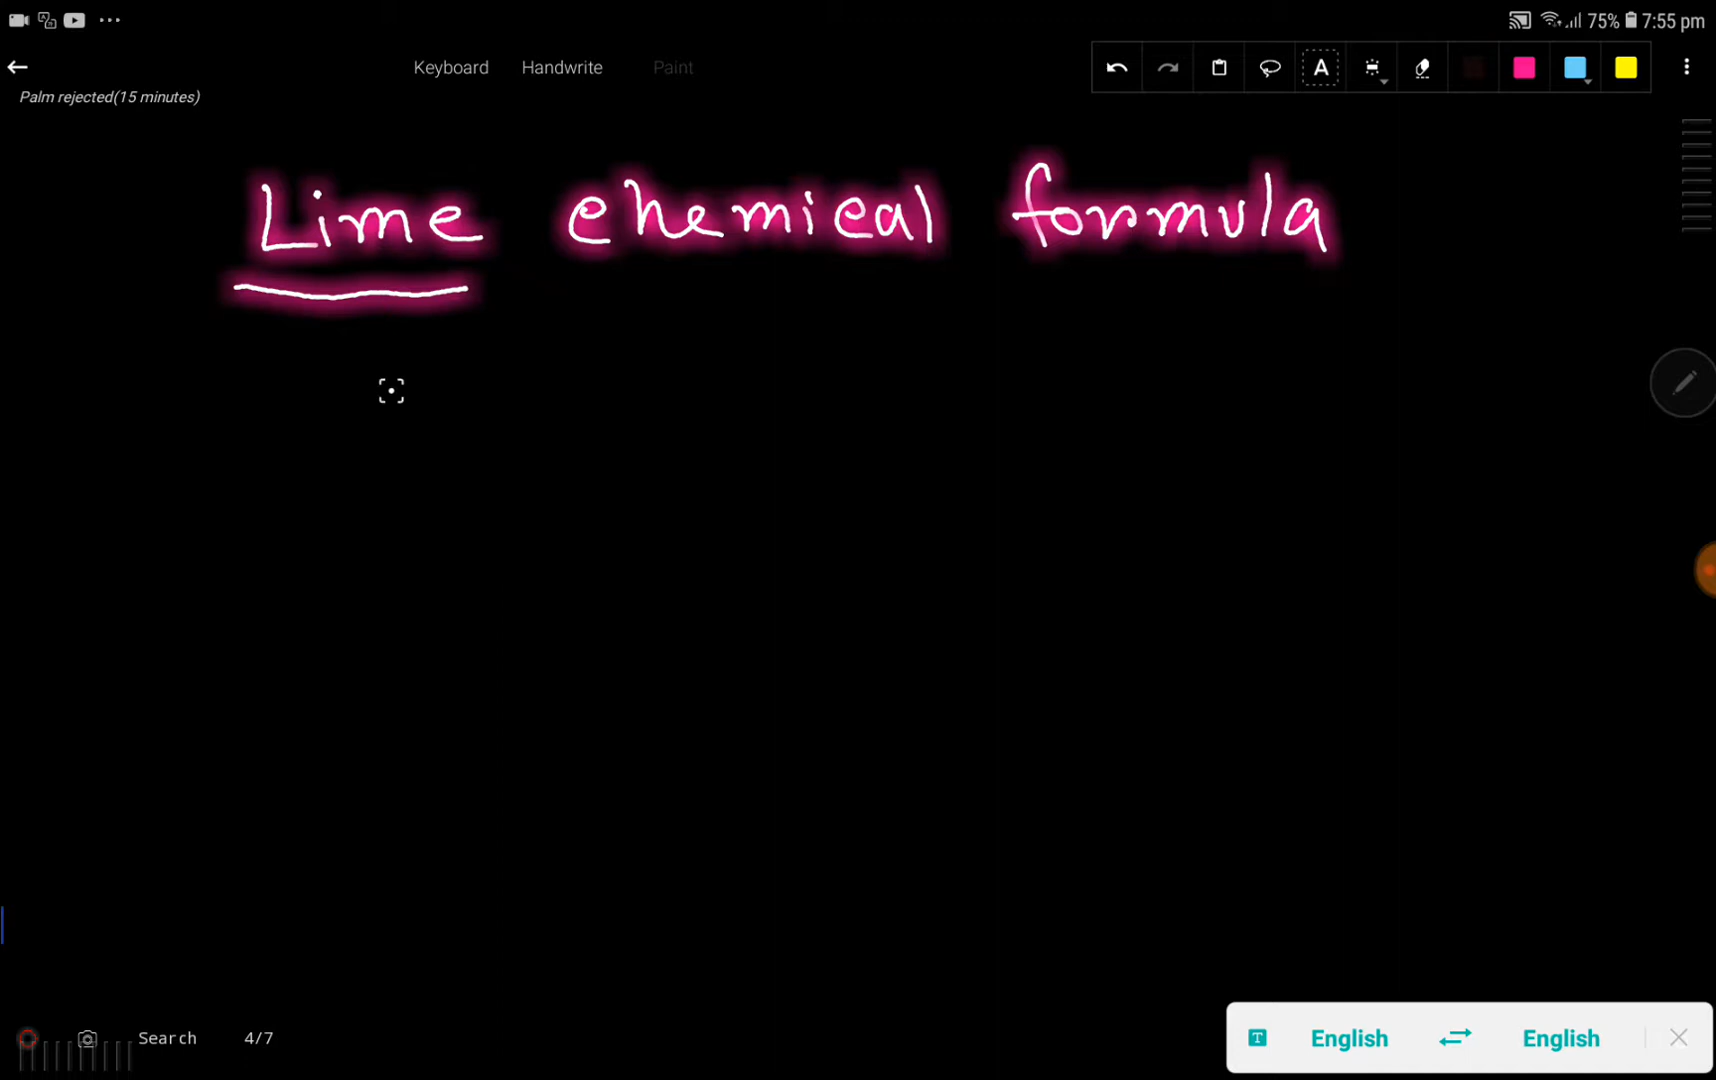 75% 7:55 pm
Keyboard Handwrite Paint A
Palm rejected(15 minutes)
Lime chemical formula
Search 4/7
T English English